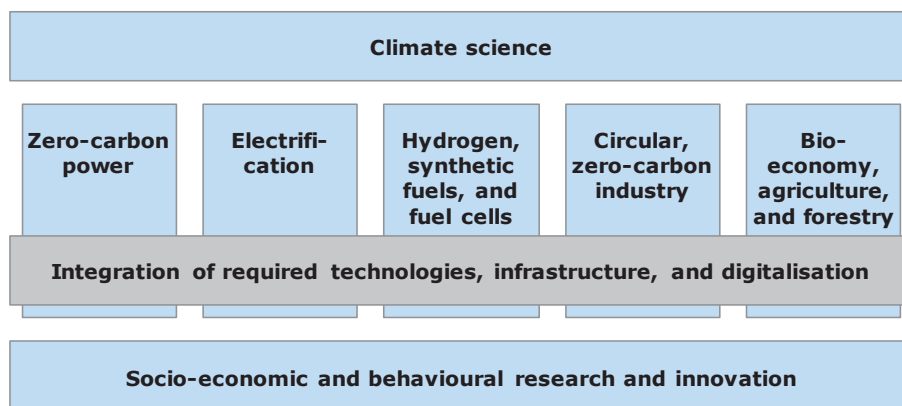 Climate science
Zero-carbon
power
Electrifi-
cation
Hydrogen,
synthetic
fuels, and
fuel cells
Circular,
zero-carbon
industry
Bio-
economy,
agriculture,
and forestry
Integration of required technologies, infrastructure, and digitalisation
Socio-economic and behavioural research and innovation